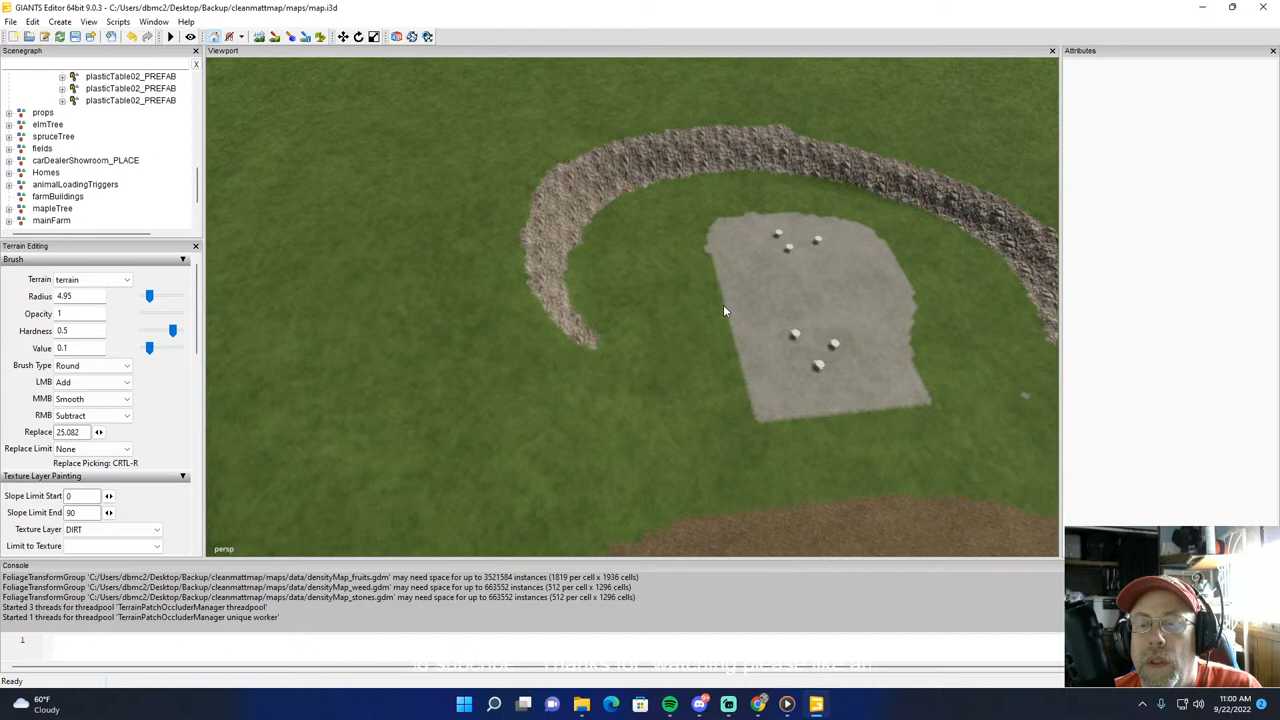 GIANTS Editor 64bit 9.0.3 - C:/Users/dbmc2/Desktop/Backup/cleanmattmap/maps/map.i3d
File Edit Create View Scripts Window Help
Scenegraph
Viewport
Attributes
X
plasticTable02_PREFAB
plasticTable02_PREFAB
plasticTable02_PREFAB
props
elmTree
spruceTree
fields
carDealerShowroom_PLACE
Homes
animalLoadingTriggers
farmBuildings
mapleTree
mainFarm
Terrain Editing
Brush
Terrain terrain
Radius 4.95
Opacity 1
Hardness 0.5
Value 0.1
Brush Type Round
LMB Add
MMB Smooth
RMB Subtract
Replace 25.082
Replace Limit None
Replace Picking: CRTL-R
Texture Layer Painting
Slope Limit Start 0
Slope Limit End 90
Texture Layer DIRT
Limit to Texture
persp
Console
FoliageTransformGroup 'C:/Users/dbmc2/Desktop/Backup/cleanmattmap/maps/data/densityMap_fruits.gdm' may need space for up to 3521584 instances (1819 per cell x 1936 cells)
FoliageTransformGroup 'C:/Users/dbmc2/Desktop/Backup/cleanmattmap/maps/data/densityMap_weed.gdm' may need space for up to 663552 instances (512 per cell x 1296 cells)
FoliageTransformGroup 'C:/Users/dbmc2/Desktop/Backup/cleanmattmap/maps/data/densityMap_stones.gdm' may need space for up to 663552 instances (512 per cell x 1296 cells)
Started 3 threads for threadpool 'TerrainPatchOccluderManager threadpool'
Started 1 threads for threadpool 'TerrainPatchOccluderManager unique worker'
1
Thanks for watching please like
Ready
60°F
Cloudy
11:00 AM
9/22/2022